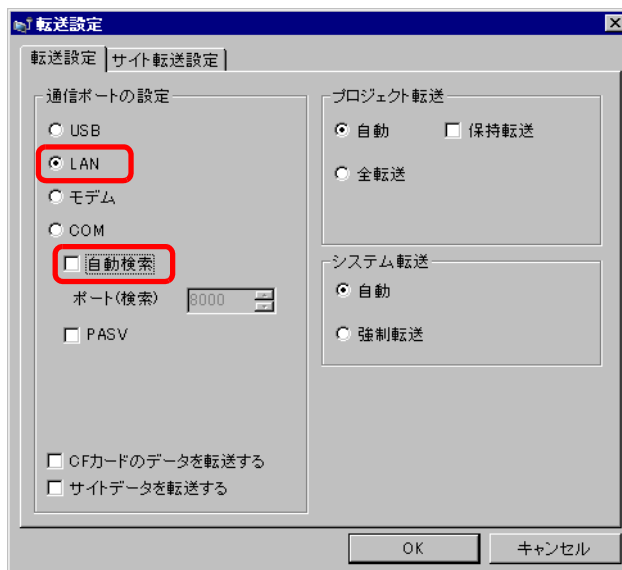 転送設定
転送設定 サイト転送設定
通信ポートの設定
USB
LAN
モデム
COM
自動検索
ポート(検索) 8000
PASV
CFカードのデータを転送する
サイトデータを転送する
プロジェクト転送
自動 保持転送
全転送
システム転送
自動
強制転送
OK キャンセル